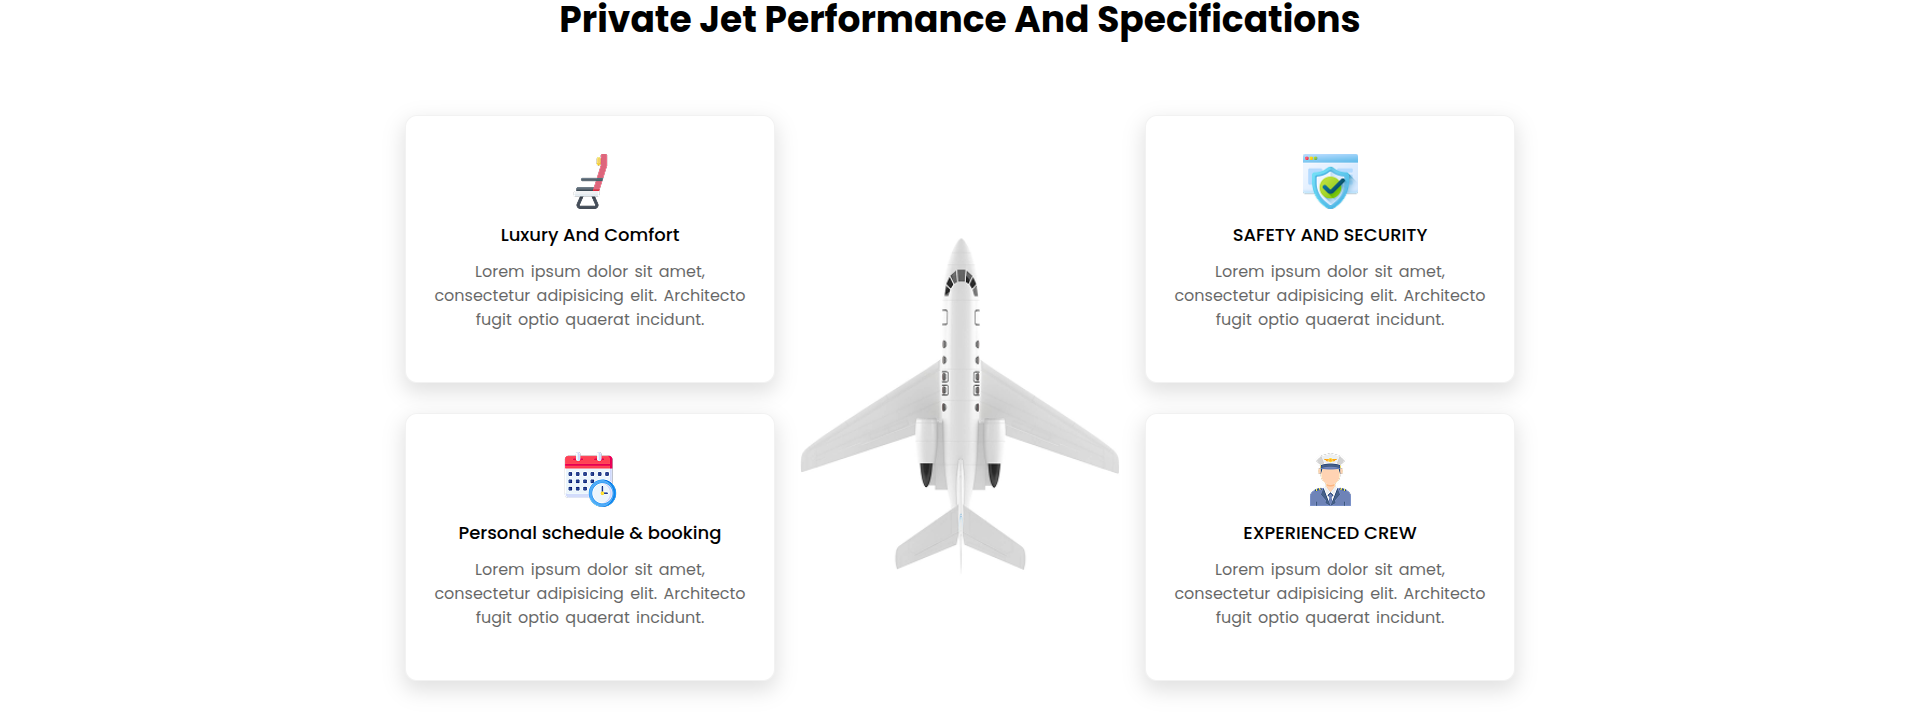 Private Jet Performance And Specifications
Luxury And Comfort
Lorem ipsum dolor sit amet,
consectetur adipisicing elit. Architecto
fugit optio quaerat incidunt.
SAFETY AND SECURITY
Lorem ipsum dolor sit amet,
consectetur adipisicing elit. Architecto
fugit optio quaerat incidunt.
Personal schedule & booking
Lorem ipsum dolor sit amet,
consectetur adipisicing elit. Architecto
fugit optio quaerat incidunt.
EXPERIENCED CREW
Lorem ipsum dolor sit amet,
consectetur adipisicing elit. Architecto
fugit optio quaerat incidunt.